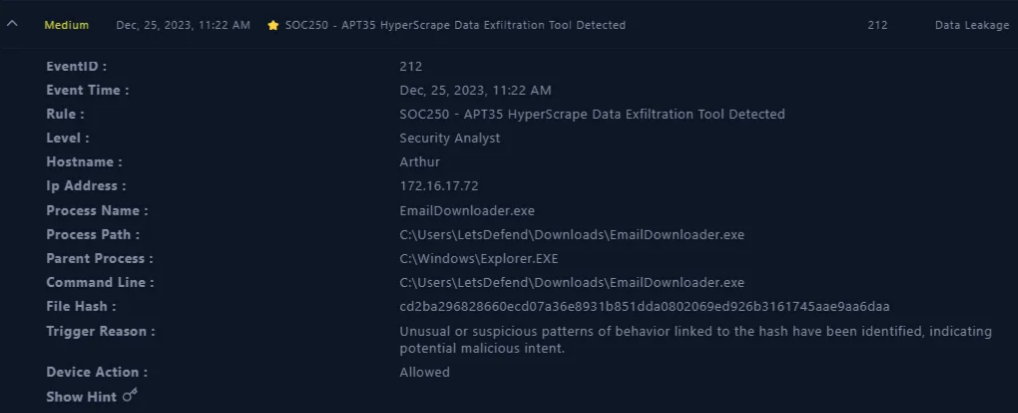 Medium Dec, 25, 2023, 11:22 AM SOC250 - APT35 HyperScrape Data Exfiltration Tool Detected 212 Data Leakage
EventID : 212
Event Time : Dec, 25, 2023, 11:22 AM
Rule : SOC250 - APT35 HyperScrape Data Exfiltration Tool Detected
Level : Security Analyst
Hostname : Arthur
Ip Address : 172.16.17.72
Process Name : EmailDownloader.exe
Process Path : C:\Users\LetsDefend\Downloads\EmailDownloader.exe
Parent Process : C:\Windows\Explorer.EXE
Command Line : C:\Users\LetsDefend\Downloads\EmailDownloader.exe
File Hash : cd2ba296828660ecd07a36e8931b851dda0802069ed926b3161745aae9aa6daa
Trigger Reason : Unusual or suspicious patterns of behavior linked to the hash have been identified, indicating
potential malicious intent.
Device Action : Allowed
Show Hint